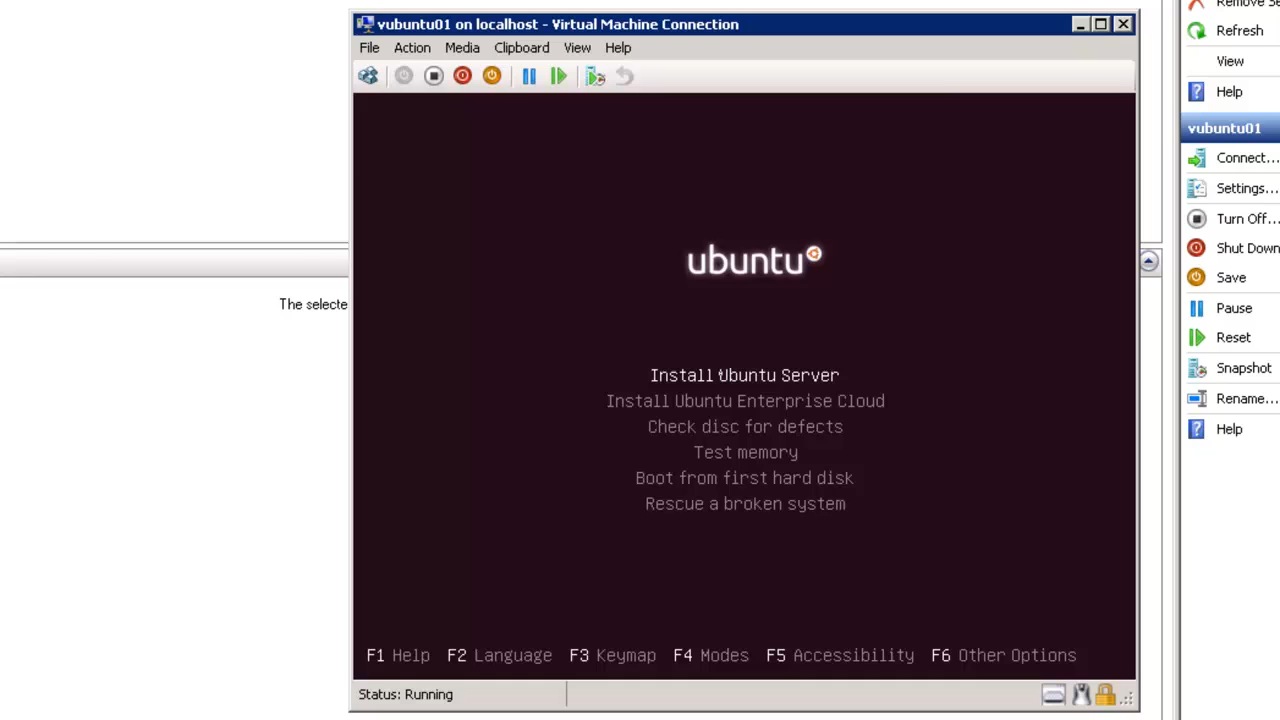 vubuntu01 on localhost - Virtual Machine Connection
File Action Media Clipboard View Help
ubuntu
Install Ubuntu Server
Install Ubuntu Enterprise Cloud
Check disc for defects
Test memory
Boot from first hard disk
Rescue a broken system
F1 Help F2 Language F3 Keymap F4 Modes F5 Accessibility F6 Other Options
Status: Running
The selecte
Remove Se
Refresh
View
Help
vubuntu01
Connect...
Settings...
Turn Off...
Shut Down
Save
Pause
Reset
Snapshot
Rename...
Help